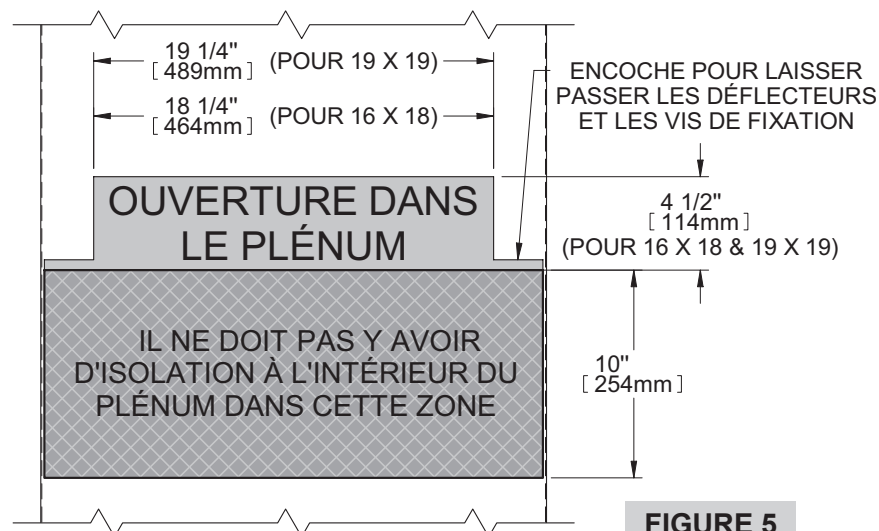 19 1/4"
[489mm]
(POUR 19 X 19)
18 1/4"
[464mm]
(POUR 16 X 18)
ENCOCHE POUR LAISSER
PASSER LES DÉFLECTEURS
ET LES VIS DE FIXATION
OUVERTURE DANS
LE PLÉNUM
4 1/2"
[114mm]
(POUR 16 X 18 & 19 X 19)
IL NE DOIT PAS Y AVOIR
D'ISOLATION À L'INTÉRIEUR DU
PLÉNUM DANS CETTE ZONE
10"
[254mm]
FIGURE 5